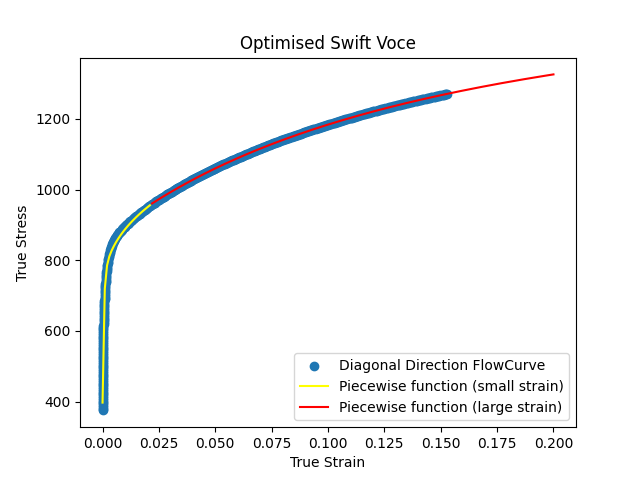 Optimised Swift Voce
True Stress
1200
1000
800
600
400
Diagonal Direction FlowCurve
Piecewise function (small strain)
Piecewise function (large strain)
0.000 0.025 0.050 0.075 0.100 0.125 0.150 0.175 0.200
True Strain